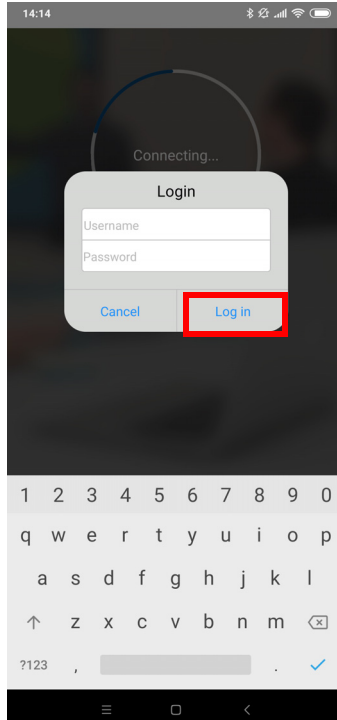 14:14
Connecting...
Login
Username
Password
Cancel Log in
1 2 3 4 5 6 7 8 9 0
q w e r t y u i o p
a s d f g h j k l
z x c v b n m
?123 , .